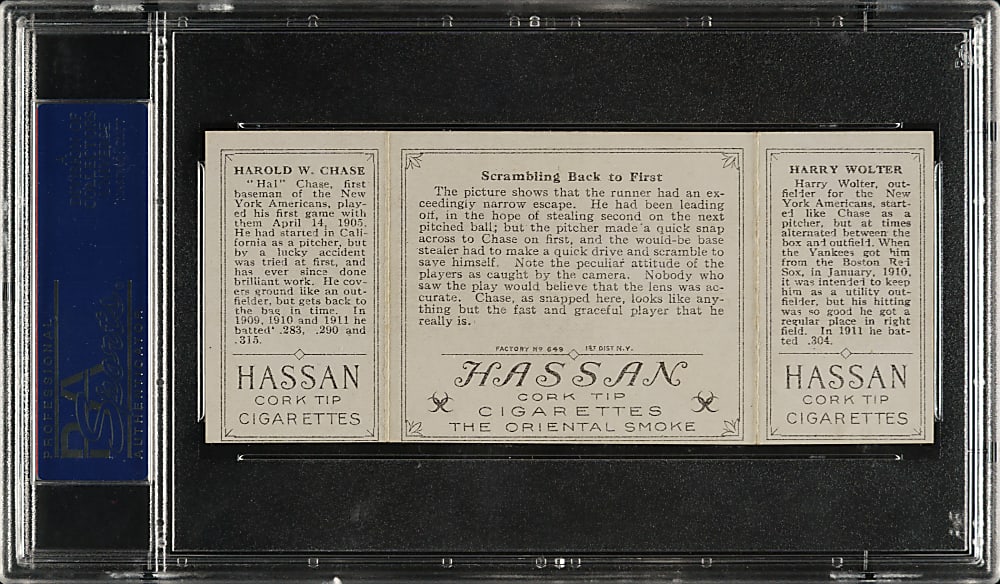 HAROLD W. CHASE
"Hal" Chase, first
baseman of the New
York Americans, play-
ed his first game with
them April 14, 1905.
He had started in Cali-
fornia as a pitcher, but
by a lucky accident
was tried at first, and
has ever since done
brilliant work. He cov-
ers ground like an out-
fielder, but gets back to
the bag in time. In
1909, 1910 and 1911 he
batted .283, .290 and
.315.
HASSAN
CORK TIP
CIGARETTES
Scrambling Back to First
The picture shows that the runner had an ex-
ceedingly narrow escape. He had been leading
off, in the hope of stealing second on the next
pitched ball; but the pitcher made a quick snap
across to Chase on first, and the would-be base
stealer had to make a quick drive and scramble to
save himself. Note the peculiar attitude of the
players as caught by the camera. Nobody who
saw the play would believe that the lens was ac-
curate. Chase, as snapped here, looks like any-
thing but the fast and graceful player that he
really is.
FACTORY Nº 649 1ST DIST N.Y.
HASSAN
CORK TIP
CIGARETTES
THE ORIENTAL SMOKE
HARRY WOLTER
Harry Wolter, out-
fielder for the New
York Americans, start-
ed like Chase as a
pitcher, but at times
alternated between the
box and outfield. When
the Yankees got him
from the Boston Red
Sox, in January, 1910,
it was intended to keep
him as a utility out-
fielder, but his hitting
was so good he got a
regular place in right
field. In 1911 he bat-
ted .304.
HASSAN
CORK TIP
CIGARETTES
PROFESSIONAL
PSA
Sports
AUTHENTICATOR